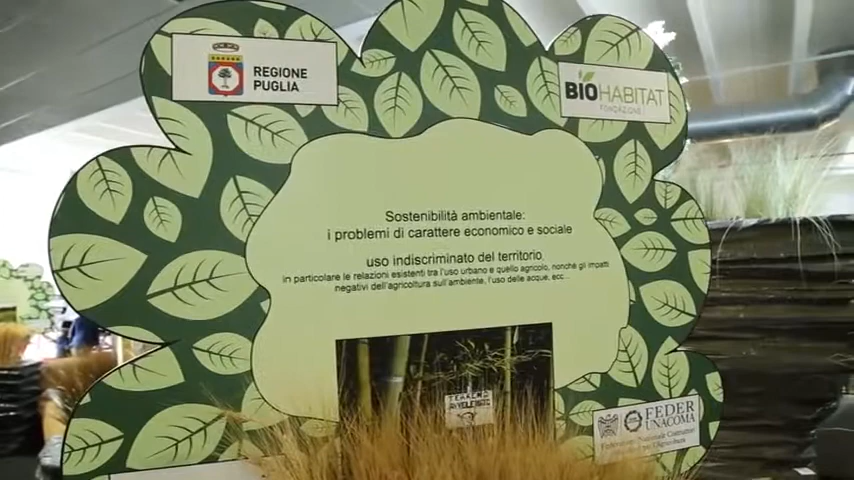 REGIONE
PUGLIA
BIOHABITAT
FONDAZIONE
Sostenibilità ambientale:
i problemi di carattere economico e sociale
uso indiscriminato del territorio
(in particolare le relazioni esistenti tra l'uso urbano e quello agricolo, nonché gli impatti
negativi dell'agricoltura sull'ambiente, l'uso delle acque, ecc.
FEDER
UNACOMA